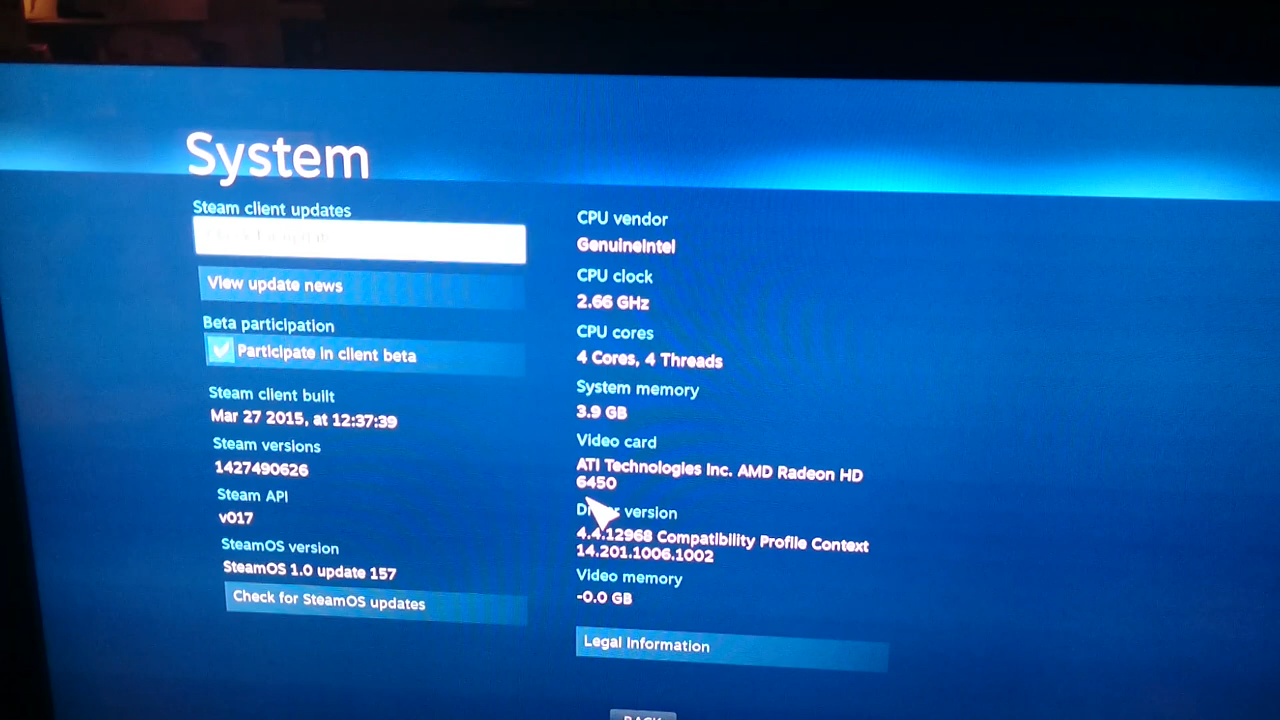 System
Steam client updates
View update news
Beta participation
Participate in client beta
Steam client built
Mar 27 2015, at 12:37:39
Steam versions
1427490626
Steam API
v017
SteamOS version
SteamOS 1.0 update 157
Check for SteamOS updates
CPU vendor
GenuineIntel
CPU clock
2.66 GHz
CPU cores
4 Cores, 4 Threads
System memory
3.9 GB
Video card
ATI Technologies Inc. AMD Radeon HD
6450
version
4.4.12968 Compatibility Profile Context
14.201.1006.1002
Video memory
-0.0 GB
Legal Information
BACK